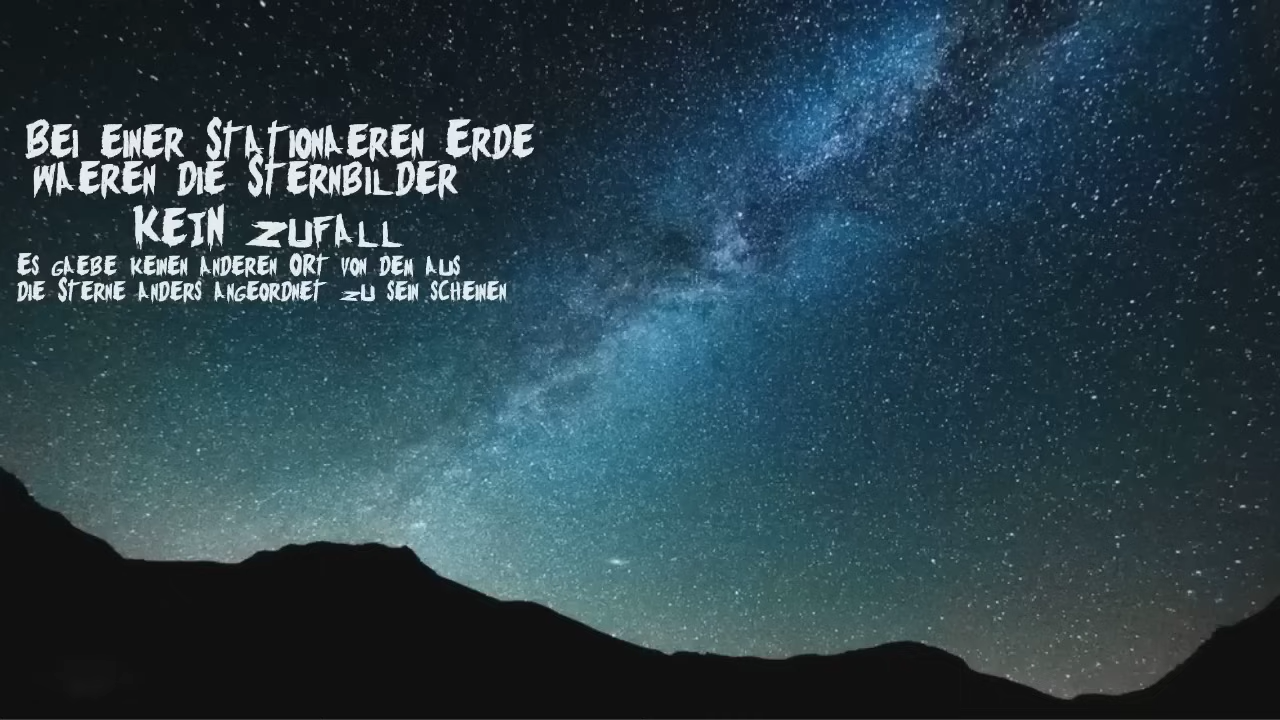 Bei einer Stationaeren Erde
waeren die Sternbilder
KEIN ZUFALL
Es gaebe keinen anderen Ort von dem aus
die Sterne anders angeordnet zu sein scheinen